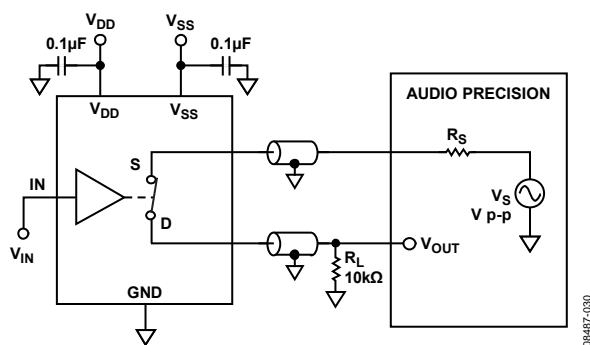 VDD
VSS
0.1µF
0.1µF
VDD
VSS
AUDIO PRECISION
RS
S
IN
VS
V p-p
D
VOUT
VIN
RL
10kΩ
GND
08487-030